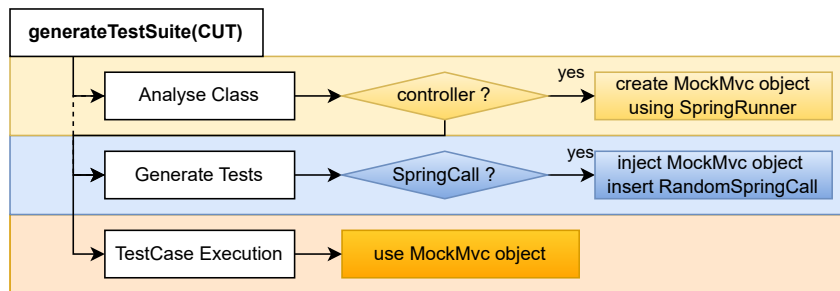 generateTestSuite(CUT)
Analyse Class
controller ?
yes
create MockMvc object
using SpringRunner
Generate Tests
SpringCall ?
yes
inject MockMvc object
insert RandomSpringCall
TestCase Execution
use MockMvc object